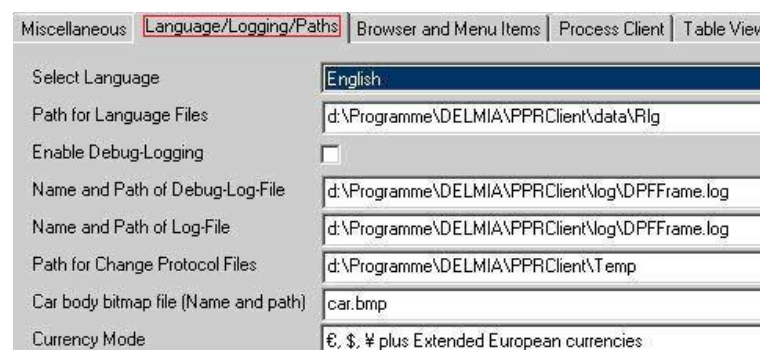 Miscellaneous Language/Logging/Paths Browser and Menu Items Process Client Table View
Select Language English
Path for Language Files d:\Programme\DELMIA\PPRClient\data\Rlg
Enable Debug-Logging
Name and Path of Debug-Log-File d:\Programme\DELMIA\PPRClient\log\DPFFrame.log
Name and Path of Log-File d:\Programme\DELMIA\PPRClient\log\DPFFrame.log
Path for Change Protocol Files d:\Programme\DELMIA\PPRClient\Temp
Car body bitmap file (Name and path) car.bmp
Currency Mode €, $, ¥ plus Extended European currencies